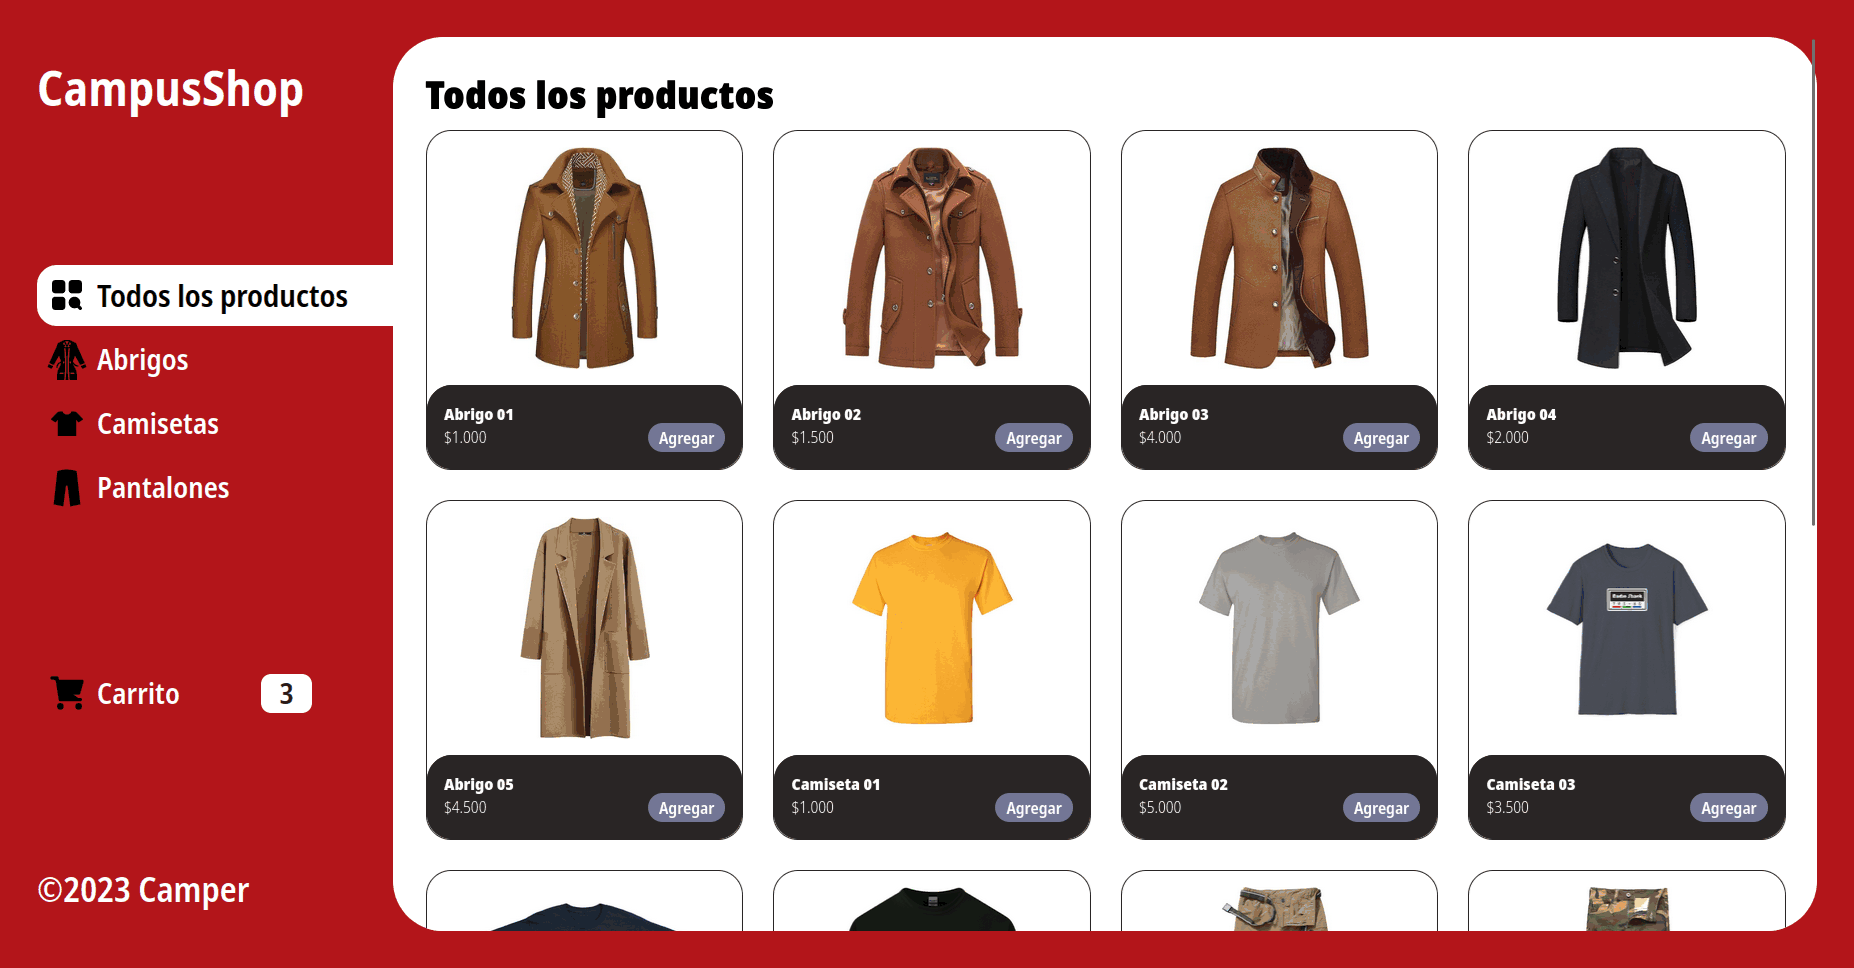 CampusShop
Todos los productos
Abrigos
Camisetas
Pantalones
Carrito 3
©2023 Camper
Todos los productos
Abrigo 01
$1.000 Agregar
Abrigo 02
$1.500 Agregar
Abrigo 03
$4.000 Agregar
Abrigo 04
$2.000 Agregar
Abrigo 05
$4.500 Agregar
Camiseta 01
$1.000 Agregar
Camiseta 02
$5.000 Agregar
Camiseta 03
$3.500 Agregar